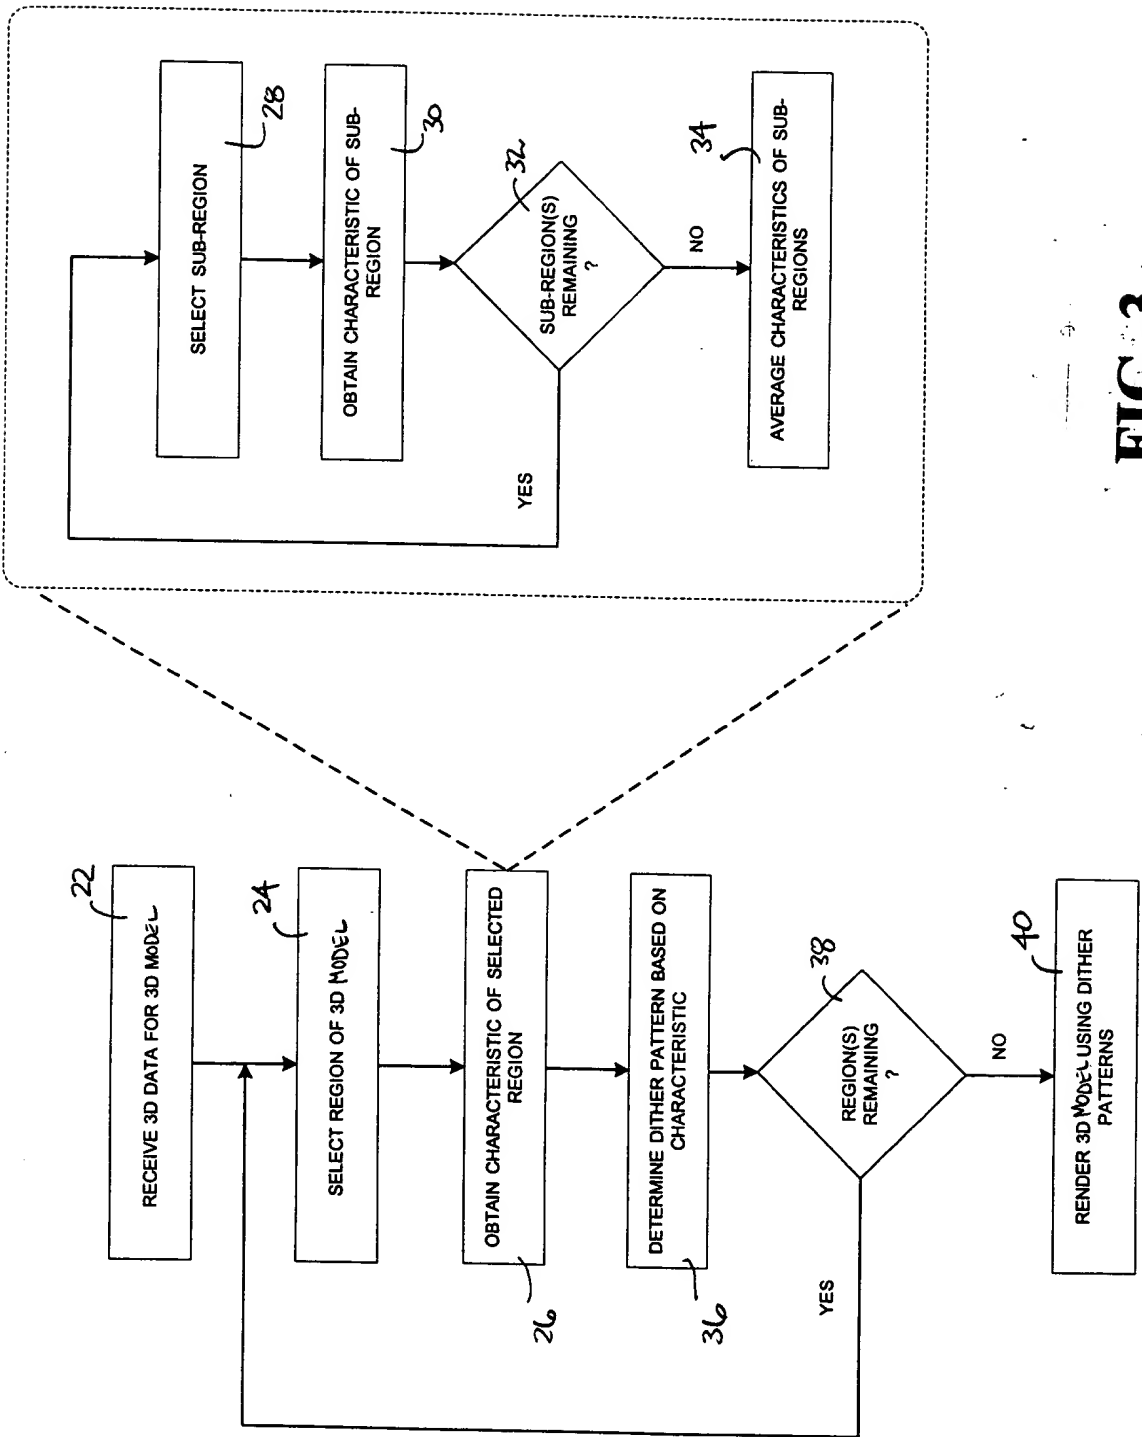 22
RECEIVE 3D DATA FOR 3D MODEL
24
SELECT REGION OF 3D MODEL
26
OBTAIN CHARACTERISTIC OF SELECTED
REGION
36
DETERMINE DITHER PATTERN BASED ON
CHARACTERISTIC
38
REGION(S)
REMAINING
?
YES
NO
40
RENDER 3D MODEL USING DITHER
PATTERNS
28
SELECT SUB-REGION
30
OBTAIN CHARACTERISTIC OF SUB-
REGION
32
SUB-REGION(S)
REMAINING
?
YES
NO
34
AVERAGE CHARACTERISTICS OF SUB-
REGIONS
FIG. 3